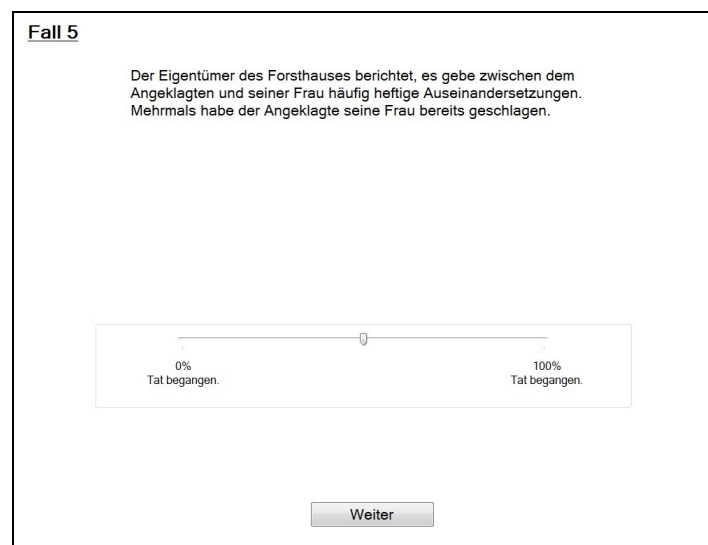 Fall 5
Der Eigentümer des Forsthauses berichtet, es gebe zwischen dem
Angeklagten und seiner Frau häufig heftige Auseinandersetzungen.
Mehrmals habe der Angeklagte seine Frau bereits geschlagen.
0%
Tat begangen.
100%
Tat begangen.
Weiter